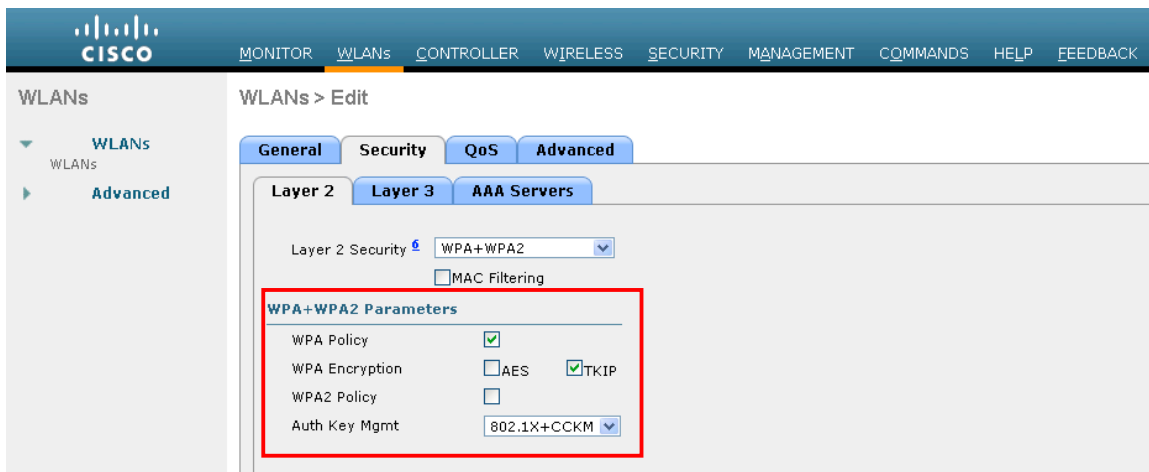 CISCO
MONITOR WLANs CONTROLLER WIRELESS SECURITY MANAGEMENT COMMANDS HELP FEEDBACK
WLANs
WLANs
WLANs
Advanced
WLANs > Edit
General Security QoS Advanced
Layer 2 Layer 3 AAA Servers
Layer 2 Security 6 WPA+WPA2
MAC Filtering
WPA+WPA2 Parameters
WPA Policy
WPA Encryption AES TKIP
WPA2 Policy
Auth Key Mgmt 802.1X+CCKM